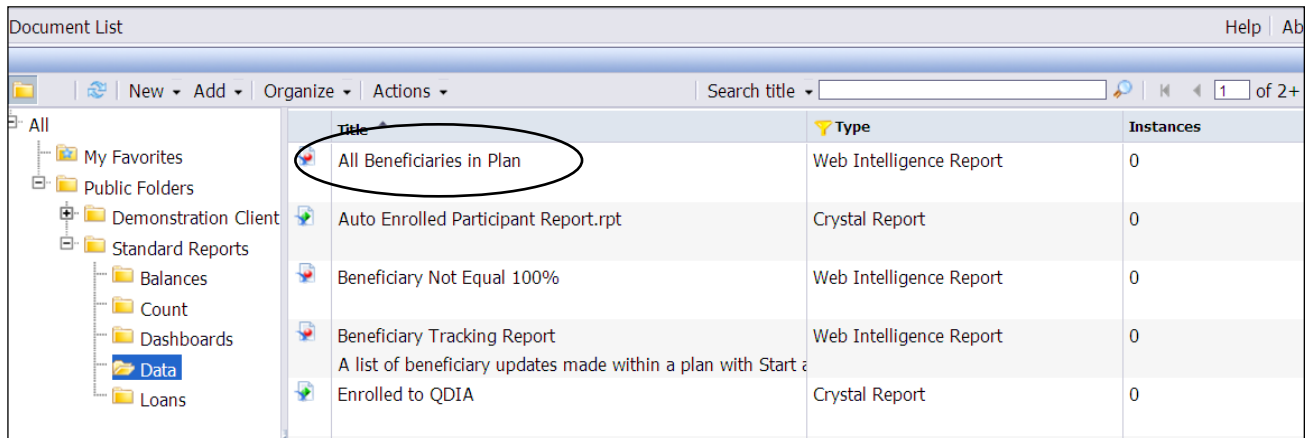 Document List Help Ab
New Add Organize Actions Search title 1 of 2+
All
My Favorites
Public Folders
Demonstration Client
Standard Reports
Balances
Count
Dashboards
Data
Loans
Title Type Instances
All Beneficiaries in Plan Web Intelligence Report 0
Auto Enrolled Participant Report.rpt Crystal Report 0
Beneficiary Not Equal 100% Web Intelligence Report 0
Beneficiary Tracking Report Web Intelligence Report 0
A list of beneficiary updates made within a plan with Start a
Enrolled to QDIA Crystal Report 0